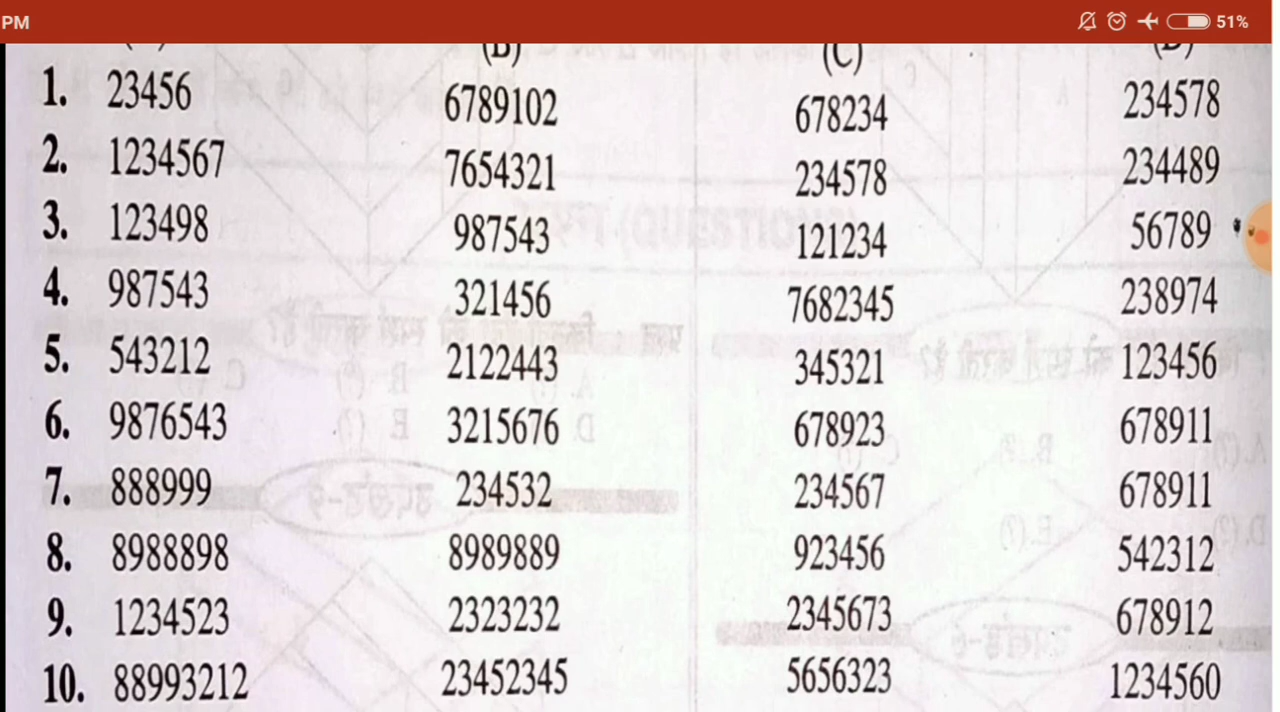 PM 51%
(B) (C) (D)
1. 23456 6789102 678234 234578
2. 1234567 7654321 234578 234489
3. 123498 987543 121234 56789
4. 987543 321456 7682345 238974
5. 543212 2122443 345321 123456
6. 9876543 3215676 678923 678911
7. 888999 234532 234567 678911
8. 8988898 8989889 923456 542312
9. 1234523 2323232 2345673 678912
10. 88993212 23452345 5656323 1234560